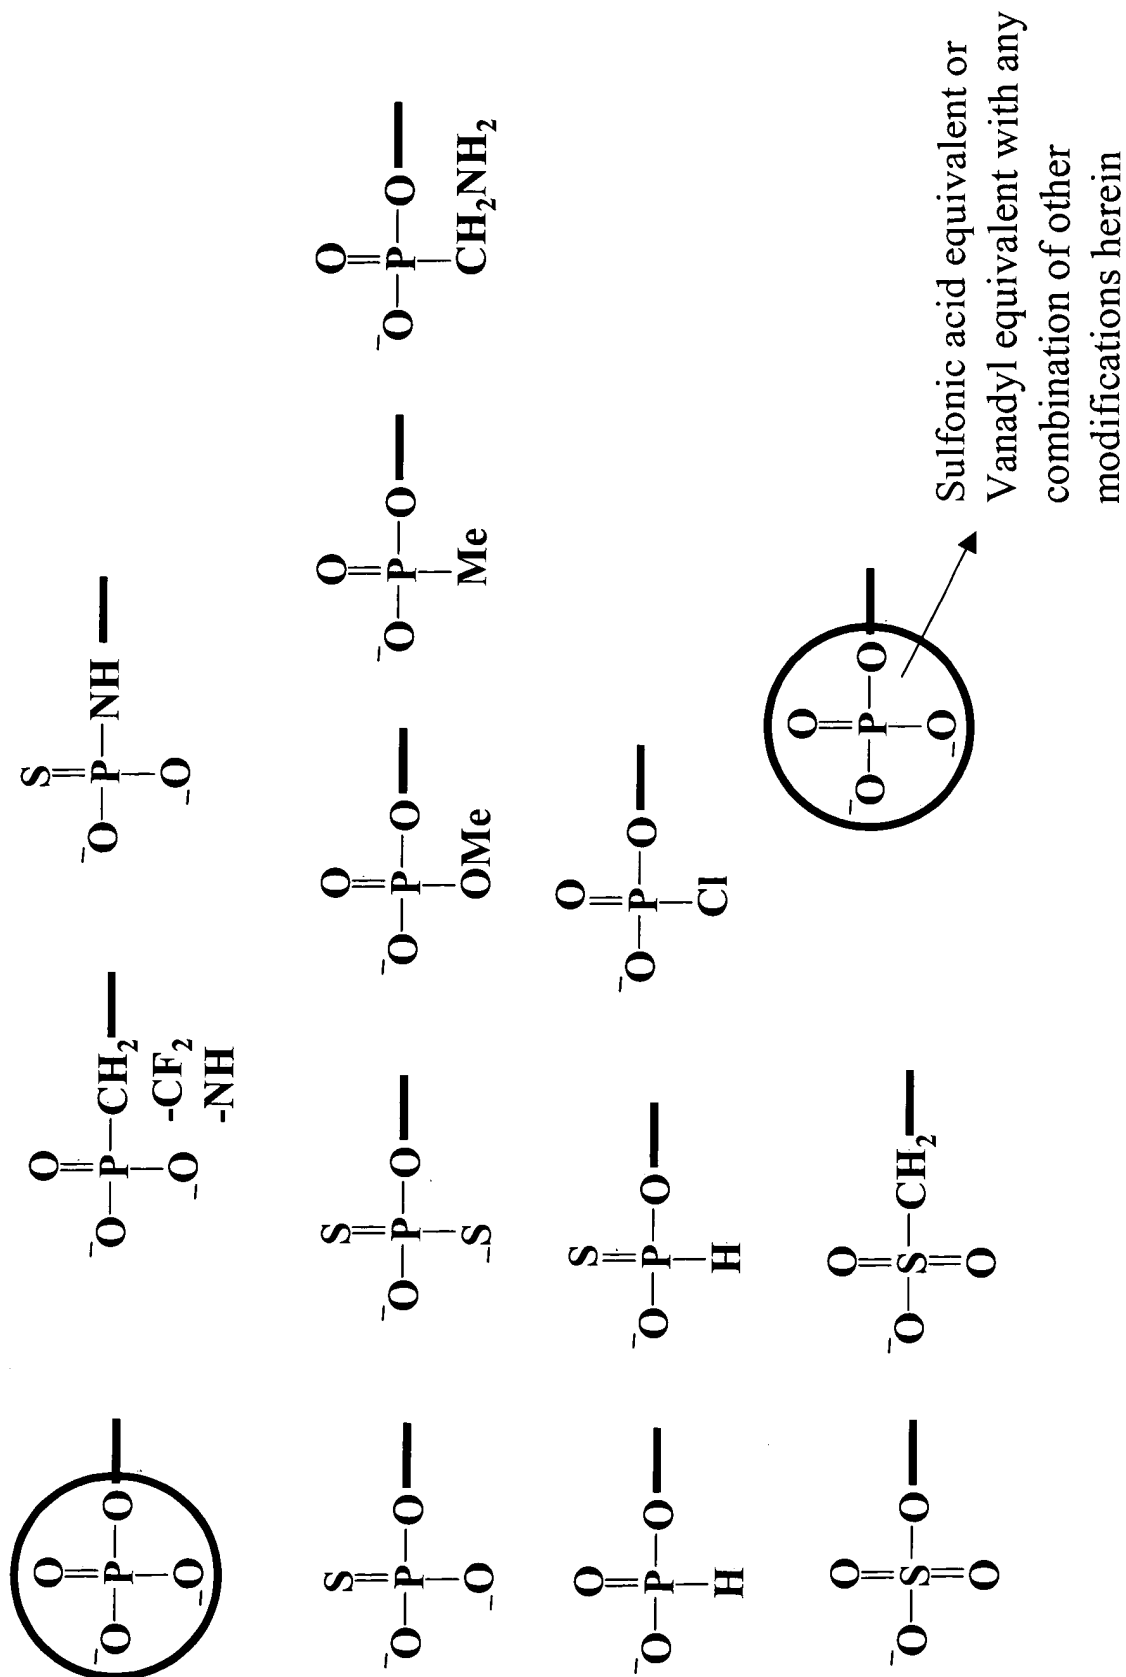 O
⁻O–P–O
O⁻
O
⁻O–P–CH₂
O⁻
-CF₂
-NH
S
⁻O–P–NH
O⁻
S
⁻O–P–O
O⁻
S
⁻O–P–O
S⁻
O
⁻O–P–O
OMe
O
⁻O–P–O
Me
O
⁻O–P–O
CH₂NH₂
O
⁻O–P–O
H
S
⁻O–P–O
H
O
⁻O–P–O
Cl
O
⁻O–S–O
O
O
⁻O–S–CH₂
O
O
⁻O–P–O
O⁻
Sulfonic acid equivalent or
Vanadyl equivalent with any
combination of other
modifications herein